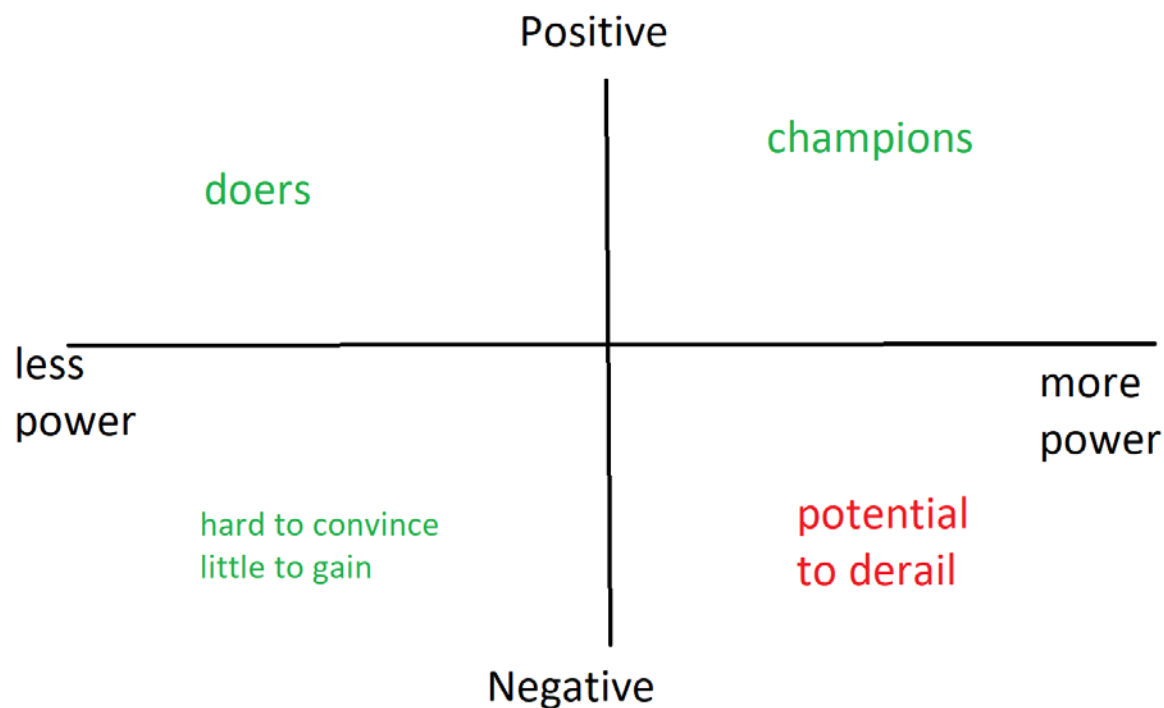 Positive
champions
doers
less
power
more
power
hard to convince
little to gain
potential
to derail
Negative